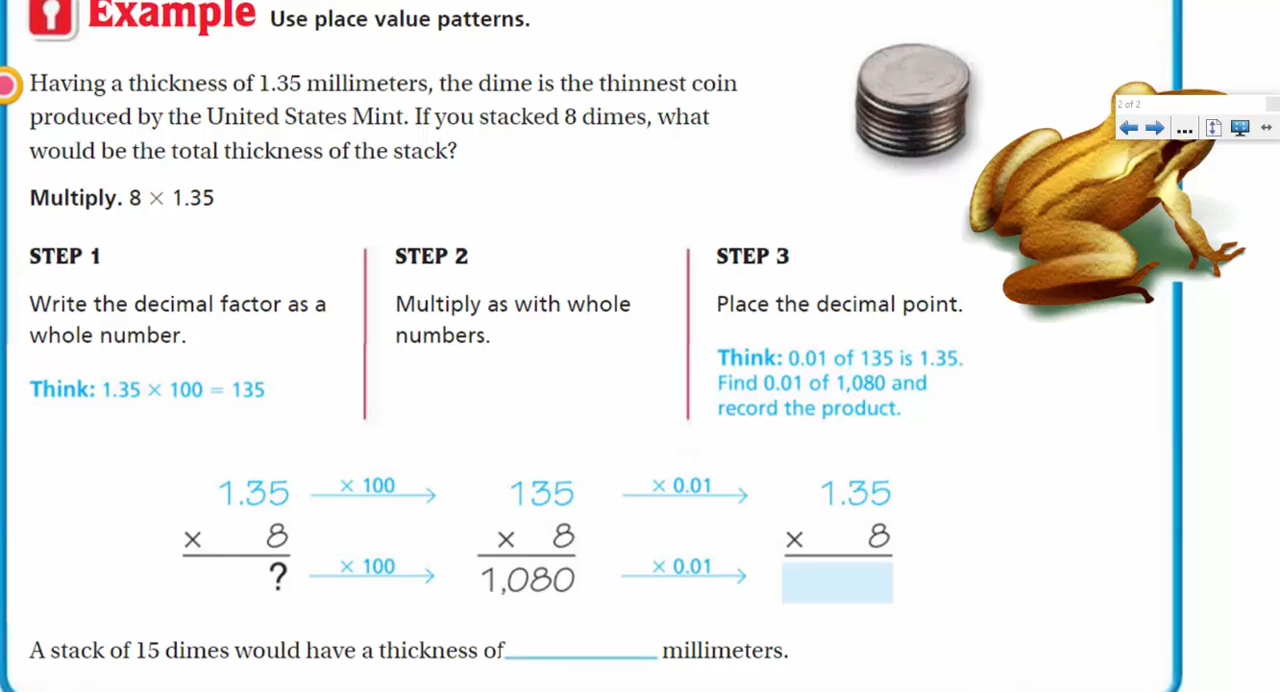 Example Use place value patterns.
Having a thickness of 1.35 millimeters, the dime is the thinnest coin
produced by the United States Mint. If you stacked 8 dimes, what
would be the total thickness of the stack?
Multiply. 8 × 1.35
STEP 1
Write the decimal factor as a
whole number.
Think: 1.35 × 100 = 135
STEP 2
Multiply as with whole
numbers.
STEP 3
Place the decimal point.
Think: 0.01 of 135 is 1.35.
Find 0.01 of 1,080 and
record the product.
1.35 × 100 135 × 0.01 1.35
× 8 × 8 × 8
? × 100 1,080 × 0.01
A stack of 15 dimes would have a thickness of millimeters.
2 of 2
...